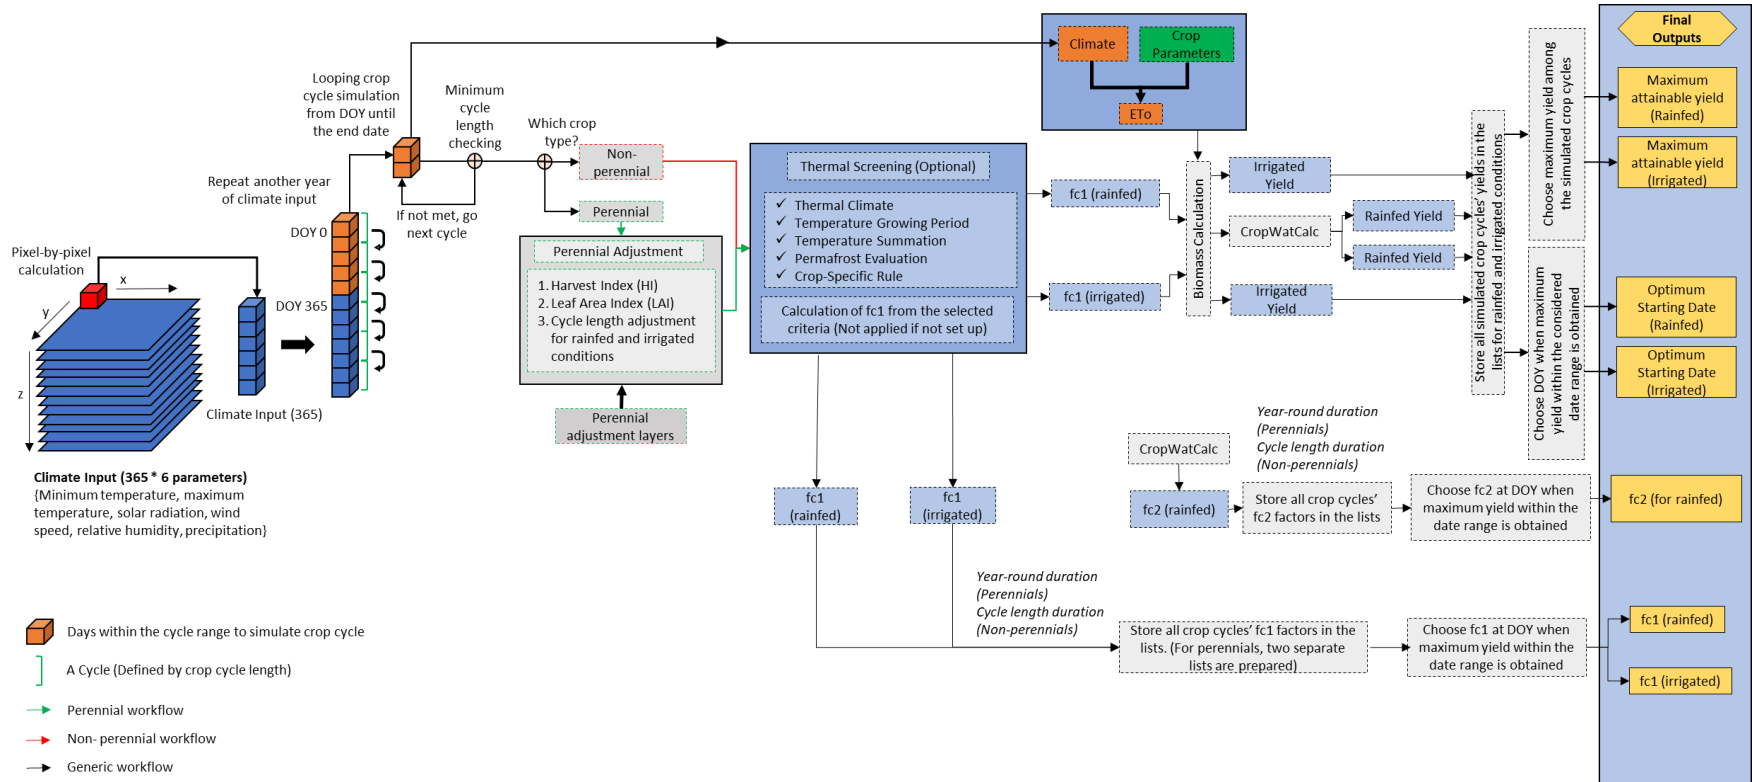 Looping crop
cycle simulation
from DOY until
the end date
Minimum
cycle
length
checking
Which crop
type?
Non-
perennial
Perennial
If not met, go
next cycle
Repeat another year
of climate input
DOY 0
DOY 365
Pixel-by-pixel
calculation
x
y
z
Climate Input (365)
Climate Input (365 * 6 parameters)
{Minimum temperature, maximum
temperature, solar radiation, wind
speed, relative humidity, precipitation}
Perennial Adjustment
1. Harvest Index (HI)
2. Leaf Area Index (LAI)
3. Cycle length adjustment
for rainfed and irrigated
conditions
Perennial
adjustment layers
Thermal Screening (Optional)
✓ Thermal Climate
✓ Temperature Growing Period
✓ Temperature Summation
✓ Permafrost Evaluation
✓ Crop-Specific Rule
Calculation of fc1 from the selected
criteria (Not applied if not set up)
Climate
Crop
Parameters
ETo
fc1 (rainfed)
fc1 (irrigated)
Biomass Calculation
Irrigated
Yield
CropWatCalc
Rainfed Yield
Rainfed Yield
Irrigated
Yield
Store all simulated crop cycles' yields in the
lists for rainfed and irrigated conditions
Choose maximum yield among
the simulated crop cycles
Choose DOY when maximum
yield within the considered
date range is obtained
Final
Outputs
Maximum
attainable yield
(Rainfed)
Maximum
attainable yield
(Irrigated)
Optimum
Starting Date
(Rainfed)
Optimum
Starting Date
(Irrigated)
fc1
(rainfed)
fc1
(irrigated)
CropWatCalc
Year-round duration
(Perennials)
Cycle length duration
(Non-perennials)
fc2 (rainfed)
Store all crop cycles'
fc2 factors in the lists
Choose fc2 at DOY when
maximum yield within the
date range is obtained
fc2 (for rainfed)
Year-round duration
(Perennials)
Cycle length duration
(Non-perennials)
Store all crop cycles' fc1 factors in the
lists. (For perennials, two separate
lists are prepared)
Choose fc1 at DOY when
maximum yield within the
date range is obtained
fc1 (rainfed)
fc1 (irrigated)
Days within the cycle range to simulate crop cycle
A Cycle (Defined by crop cycle length)
Perennial workflow
Non- perennial workflow
Generic workflow